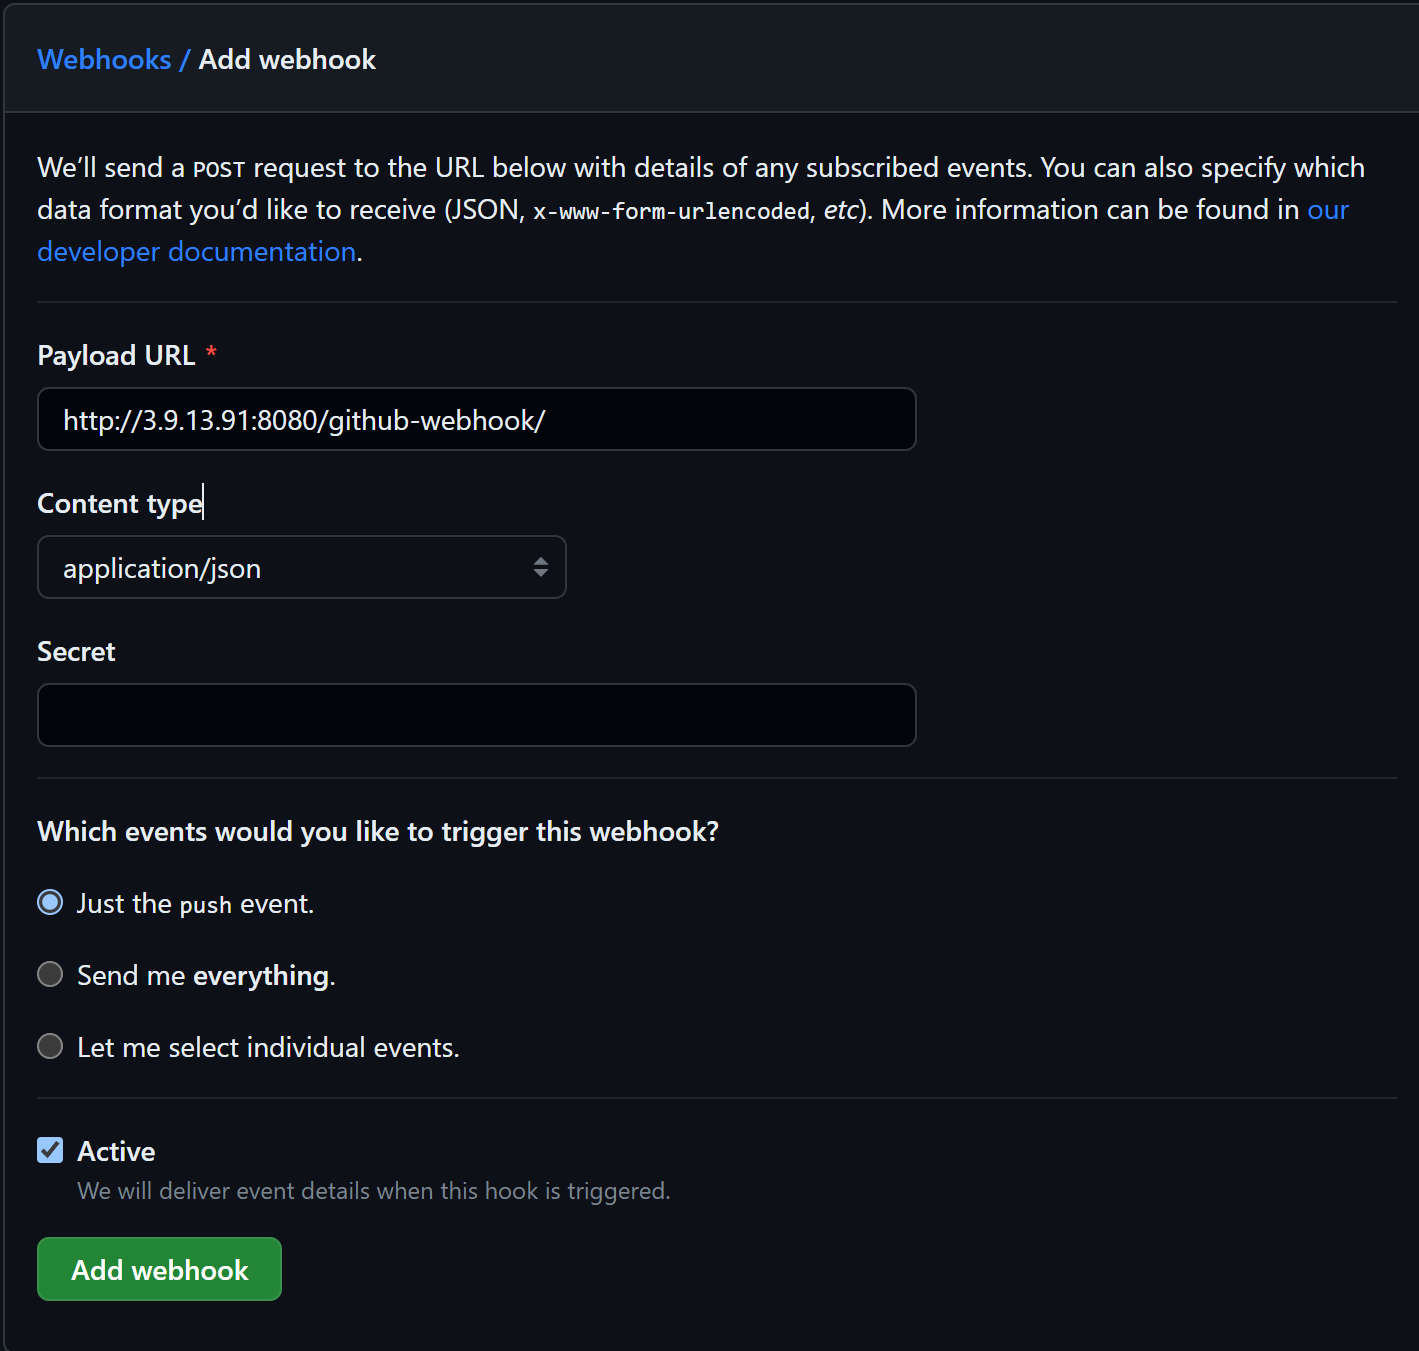 Webhooks / Add webhook
We’ll send a POST request to the URL below with details of any subscribed events. You can also specify which
data format you’d like to receive (JSON, x-www-form-urlencoded, etc). More information can be found in our
developer documentation.
Payload URL *
http://3.9.13.91:8080/github-webhook/
Content type
application/json
Secret
Which events would you like to trigger this webhook?
Just the push event.
Send me everything.
Let me select individual events.
Active
We will deliver event details when this hook is triggered.
Add webhook